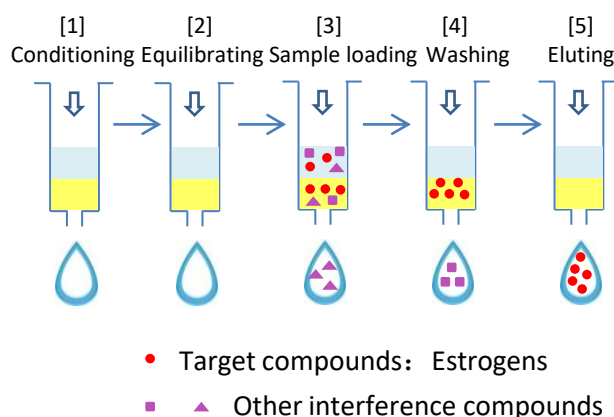 [1] [2] [3] [4] [5]
Conditioning Equilibrating Sample loading Washing Eluting
Target compounds： Estrogens
Other interference compounds